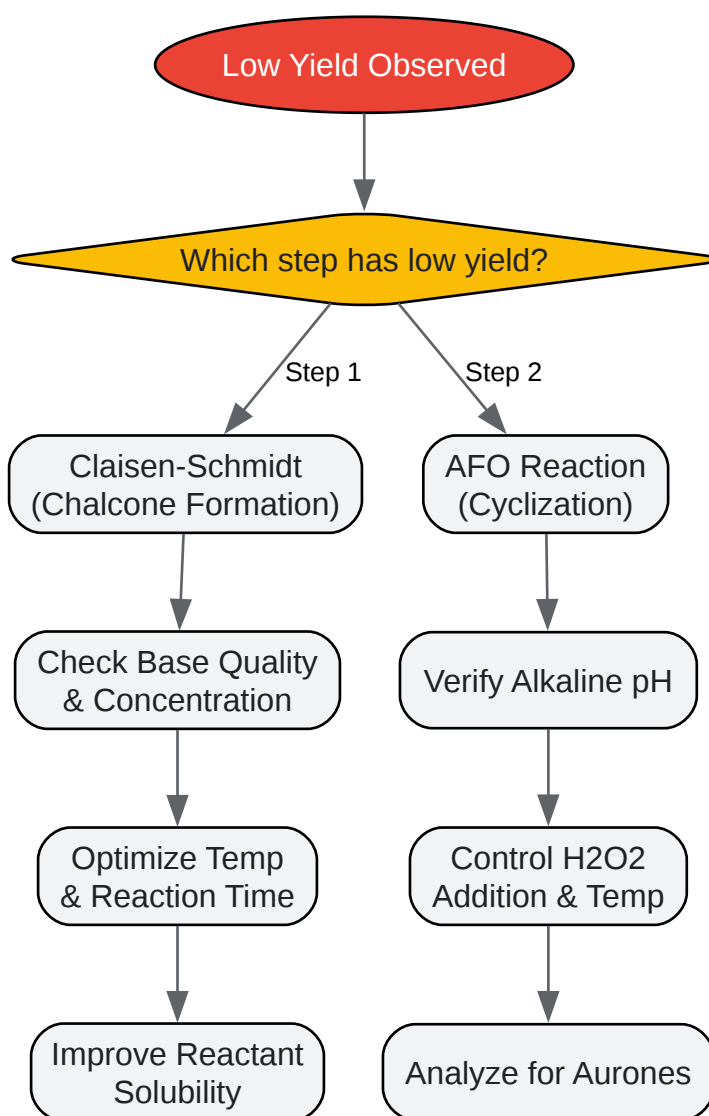 Low Yield Observed
Which step has low yield?
Step 1
Step 2
Claisen-Schmidt
(Chalcone Formation)
AFO Reaction
(Cyclization)
Check Base Quality
& Concentration
Verify Alkaline pH
Optimize Temp
& Reaction Time
Control H2O2
Addition & Temp
Improve Reactant
Solubility
Analyze for Aurones